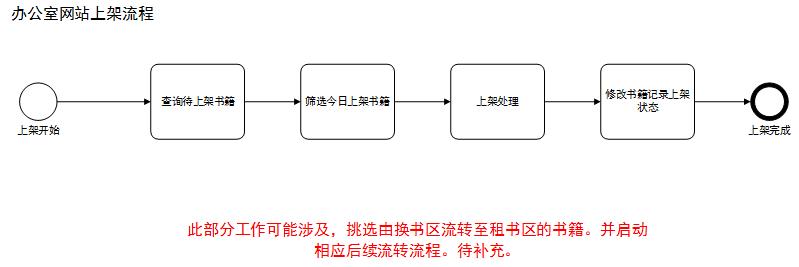 办公室网站上架流程
查询待上架书籍
筛选今日上架书籍
上架处理
修改书籍记录上架
状态
上架开始
上架完成
此部分工作可能涉及，挑选由换书区流转至租书区的书籍。并启动
相应后续流转流程。待补充。